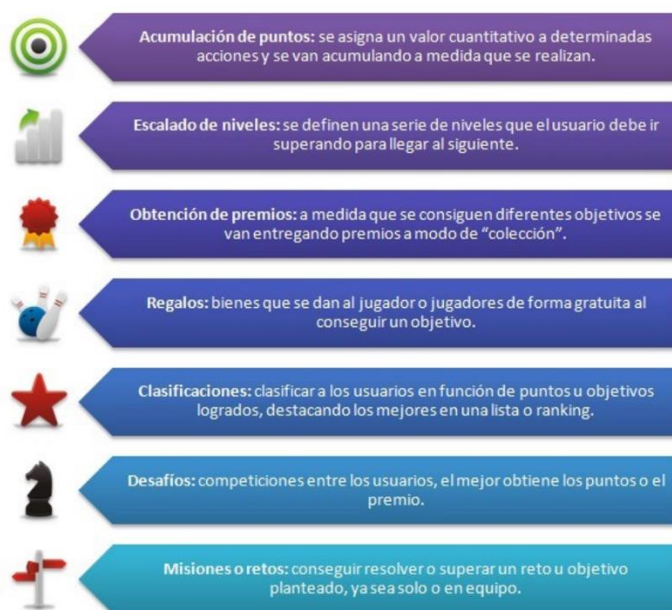 Acumulación de puntos: se asigna un valor cuantitativo a determinadas
acciones y se van acumulando a medida que se realizan.
Escalado de niveles: se definen una serie de niveles que el usuario debe ir
superando para llegar al siguiente.
Obtención de premios: a medida que se consiguen diferentes objetivos se
van entregando premios a modo de “colección”.
Regalos: bienes que se dan al jugador o jugadores de forma gratuita al
conseguir un objetivo.
Clasificaciones: clasificar a los usuarios en función de puntos u objetivos
logrados, destacando los mejores en una lista o ranking.
Desafíos: competiciones entre los usuarios, el mejor obtiene los puntos o el
premio.
Misiones o retos: conseguir resolver o superar un reto u objetivo
planteado, ya sea solo o en equipo.